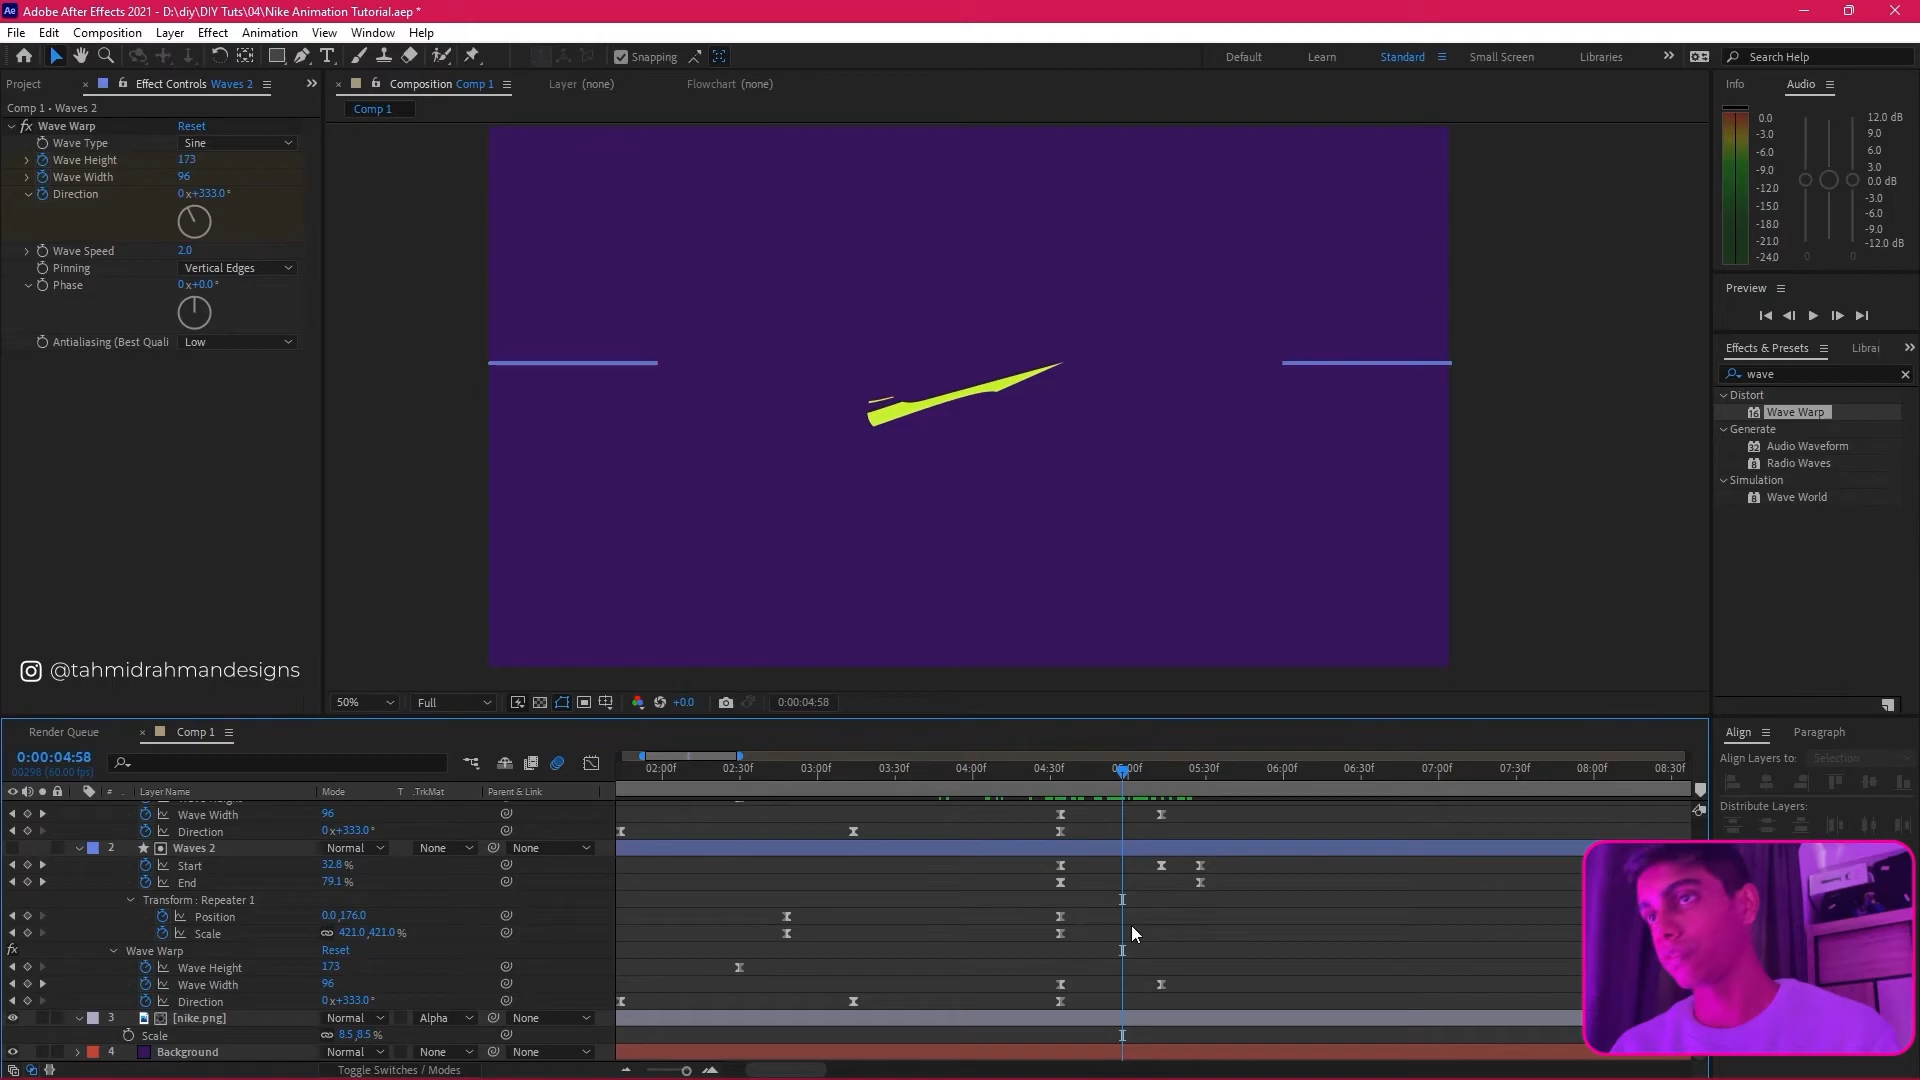 Adobe After Effects 2021 - D:\diy\DIY Tuts\04\Nike Animation Tutorial.aep *
File Edit Composition Layer Effect Animation View Window Help
Snapping
Default Learn Standard Small Screen Libraries
Search Help
Project
Effect Controls Waves 2
Comp 1 • Waves 2
fx Wave Warp Reset
Wave Type Sine
Wave Height 173
Wave Width 96
Direction 0 x+333.0°
Wave Speed 2.0
Pinning Vertical Edges
Phase 0 x+0.0°
Antialiasing (Best Quali Low
@tahmidrahmandesigns
Composition Comp 1
Layer (none)
Flowchart (none)
Comp 1
50% Full +0.0 0:00:04:58
Info Audio
0.0
-3.0
-6.0
-9.0
-12.0
-15.0
-18.0
-21.0
-24.0
12.0 dB
9.0
6.0
3.0
0.0 dB
-3.0
-6.0
-9.0
-12.0 dB
0 0
Preview
Effects & Presets Librai
wave
Distort
Wave Warp
Generate
Audio Waveform
Radio Waves
Simulation
Wave World
Align Paragraph
Align Layers to: Selection
Distribute Layers:
Render Queue Comp 1
0:00:04:58
00298 (60.00 fps)
# Layer Name Mode T .TrkMat Parent & Link
02:00f 02:30f 03:00f 03:30f 04:00f 04:30f 05:00f 05:30f 06:00f 06:30f 07:00f 07:30f 08:00f 08:30f
Wave Width 96
Direction 0 x+333.0°
2 Waves 2 Normal None None
Start 32.8 %
End 79.1 %
Transform : Repeater 1
Position 0.0 ,176.0
Scale 421.0,421.0 %
fx Wave Warp Reset
Wave Height 173
Wave Width 96
Direction 0 x+333.0°
3 [nike.png] Normal Alpha None
Scale 8.5,8.5 %
4 Background Normal None None
Toggle Switches / Modes